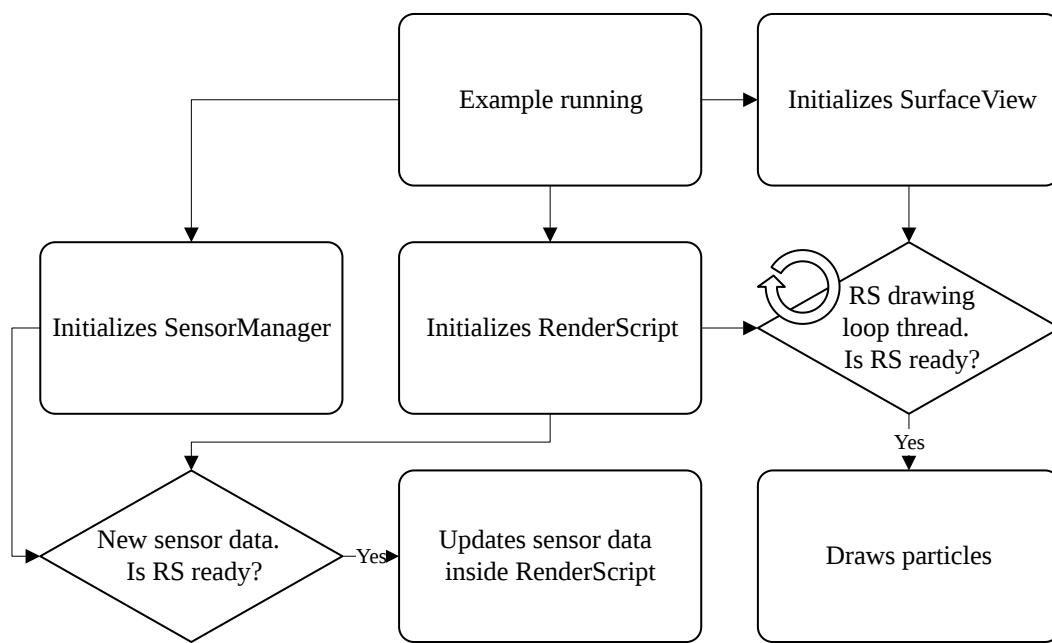 Example running
Initializes SurfaceView
Initializes SensorManager
Initializes RenderScript
RS drawing
loop thread.
Is RS ready?
Yes
New sensor data.
Is RS ready?
Yes
Updates sensor data
inside RenderScript
Draws particles